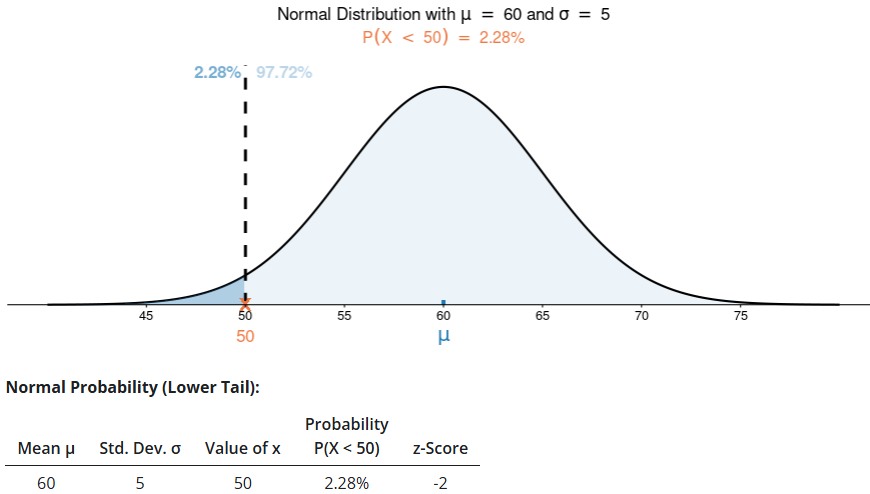 Normal Distribution with μ = 60 and σ = 5
P(X < 50) = 2.28%
2.28% 97.72%
45 50 55 60 65 70 75
50 μ
Normal Probability (Lower Tail):
Probability
Mean μ Std. Dev. σ Value of x P(X < 50) z-Score
60 5 50 2.28% -2